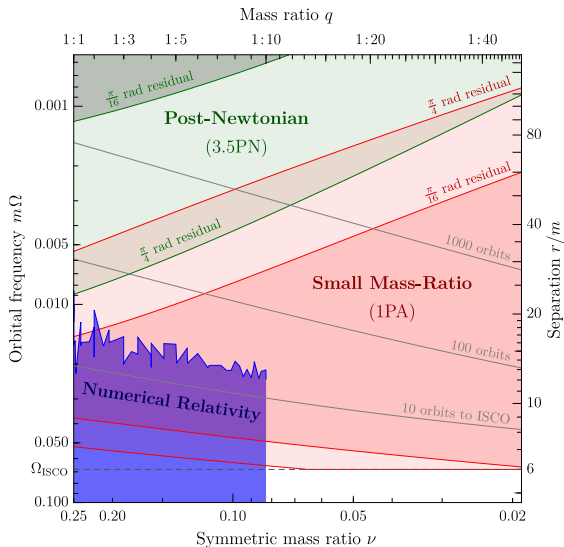 Mass ratio q
1:1 1:3 1:5 1:10 1:20 1:40
π/16 rad residual
0.001
Post-Newtonian
(3.5PN)
π/4 rad residual
80
π/16 rad residual
π/4 rad residual
1000 orbits
40
0.005
Orbital frequency mΩ
Separation r/m
Small Mass-Ratio
(1PA)
0.010
20
100 orbits
Numerical Relativity
10 orbits to ISCO
10
0.050
Ω_ISCO
6
0.100
0.25 0.20 0.10 0.05 0.02
Symmetric mass ratio ν